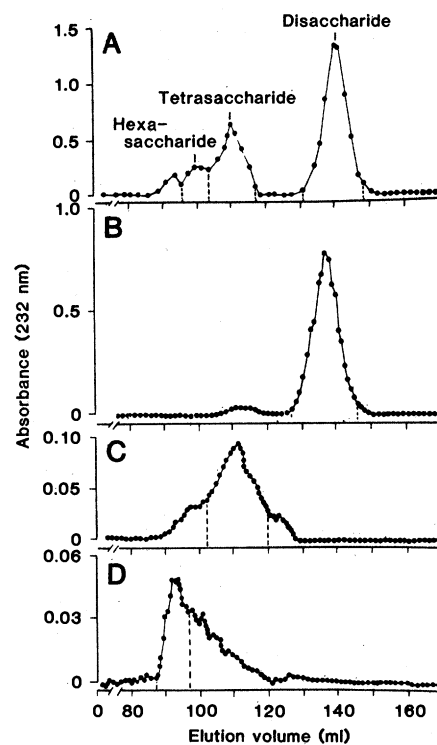 Disaccharide
1.5
A
1.0
Tetrasaccharide
Hexa-
saccharide
0.5
0
1.0
B
0.5
0
Absorbance (232 nm)
0.10
C
0.05
0
0.06
D
0.03
0
0 80 100 120 140 160
Elution volume (ml)